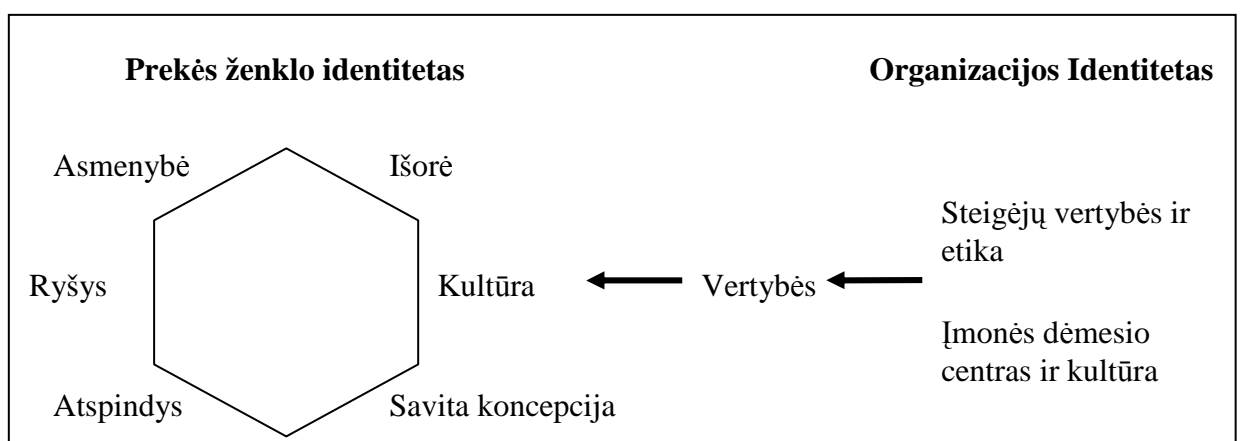 Prekės ženklo identitetas
Organizacijos Identitetas
Asmenybė
Išorė
Steigėjų vertybės ir
etika
Ryšys
Kultūra
Vertybės
Įmonės dėmesio
centras ir kultūra
Atspindys
Savita koncepcija